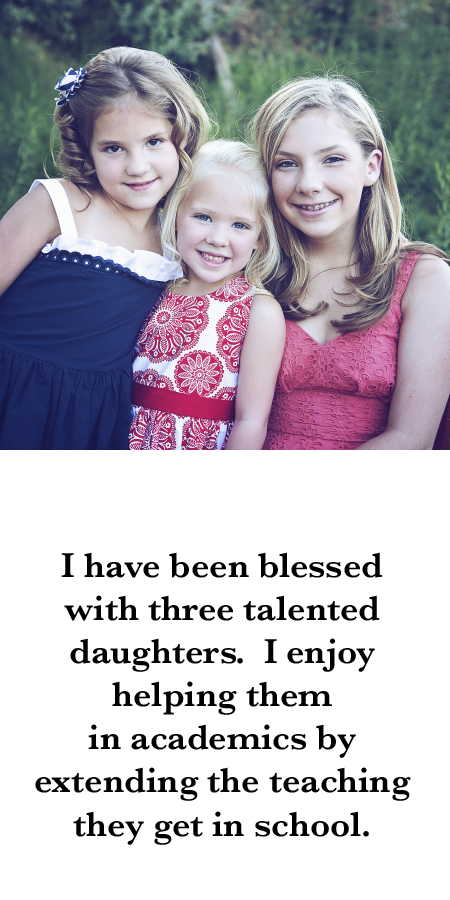 I have been blessed
with three talented
daughters.  I enjoy
helping them
in academics by
extending the teaching
they get in school.